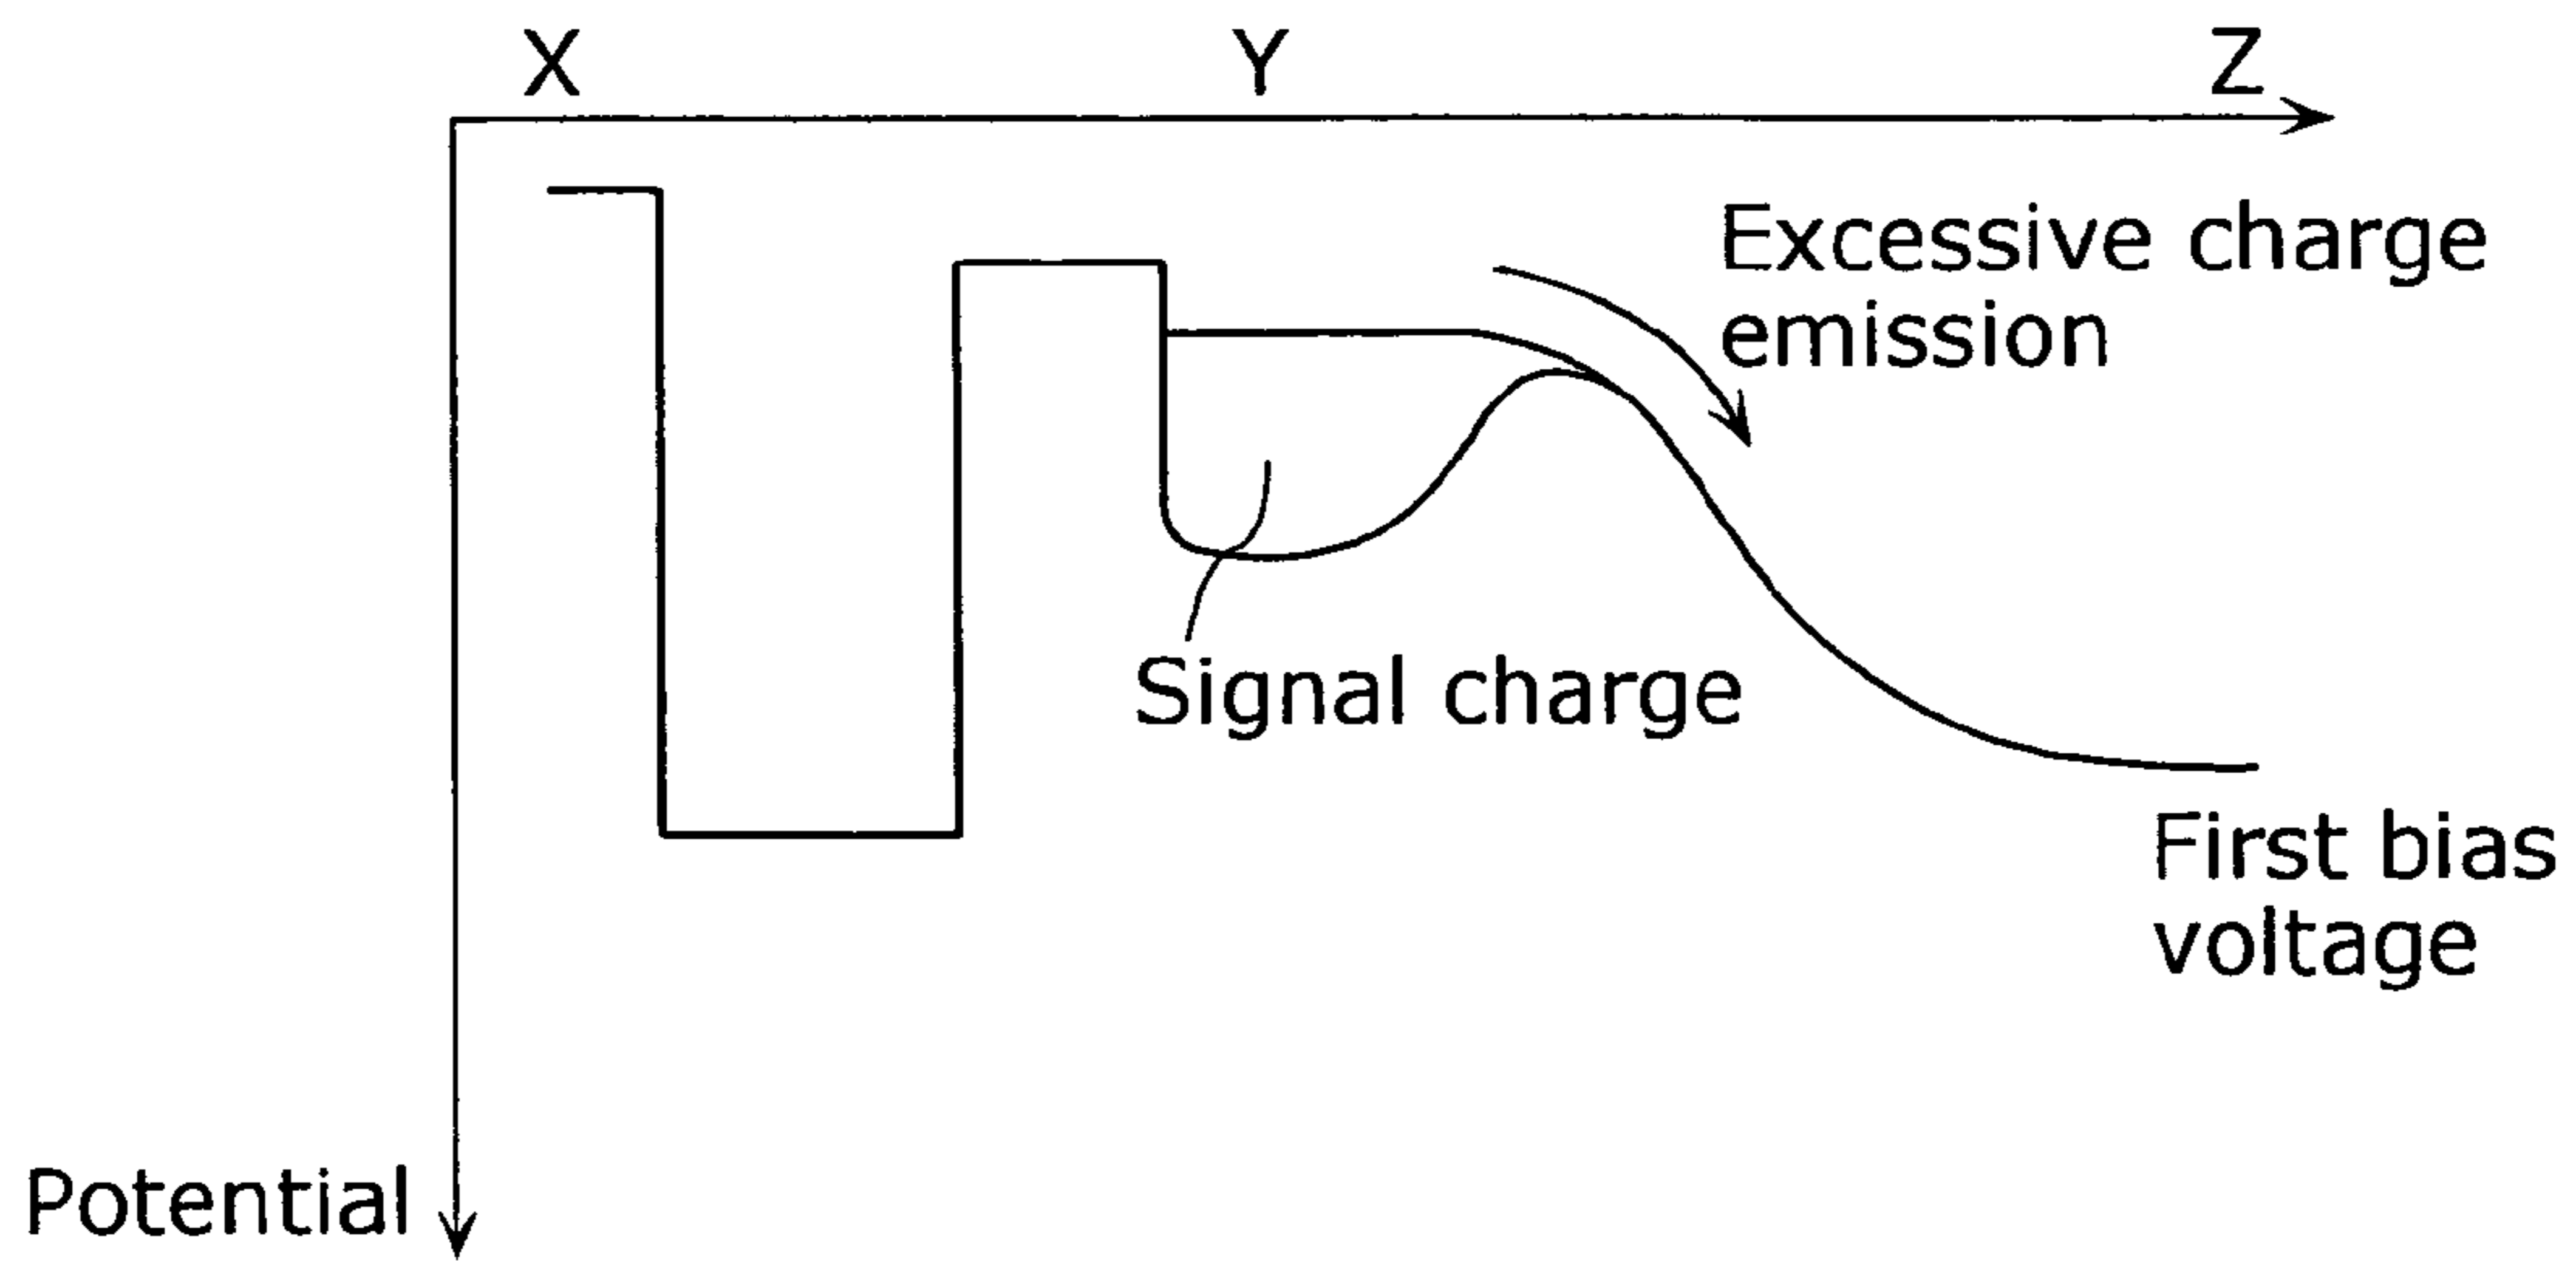 X Y Z
Excessive charge
emission
Signal charge
First bias
voltage
Potential